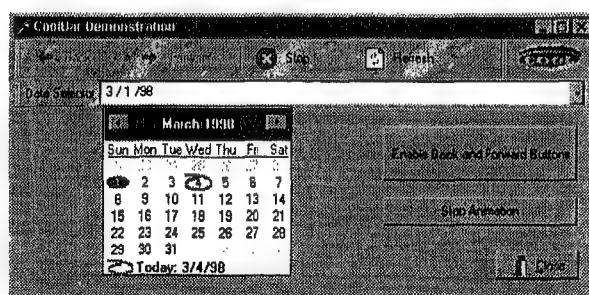 CoolBar Demonstration
Stop Refresh
Date Selector 3 / 1 / 98
March 1998
Sun Mon Tue Wed Thu Fri Sat
1 2 3 4 5 6 7
8 9 10 11 12 13 14
15 16 17 18 19 20 21
22 23 24 25 26 27 28
29 30 31
Today: 3/4/98
Enable Back and Forward Buttons
Stop Animation
Close